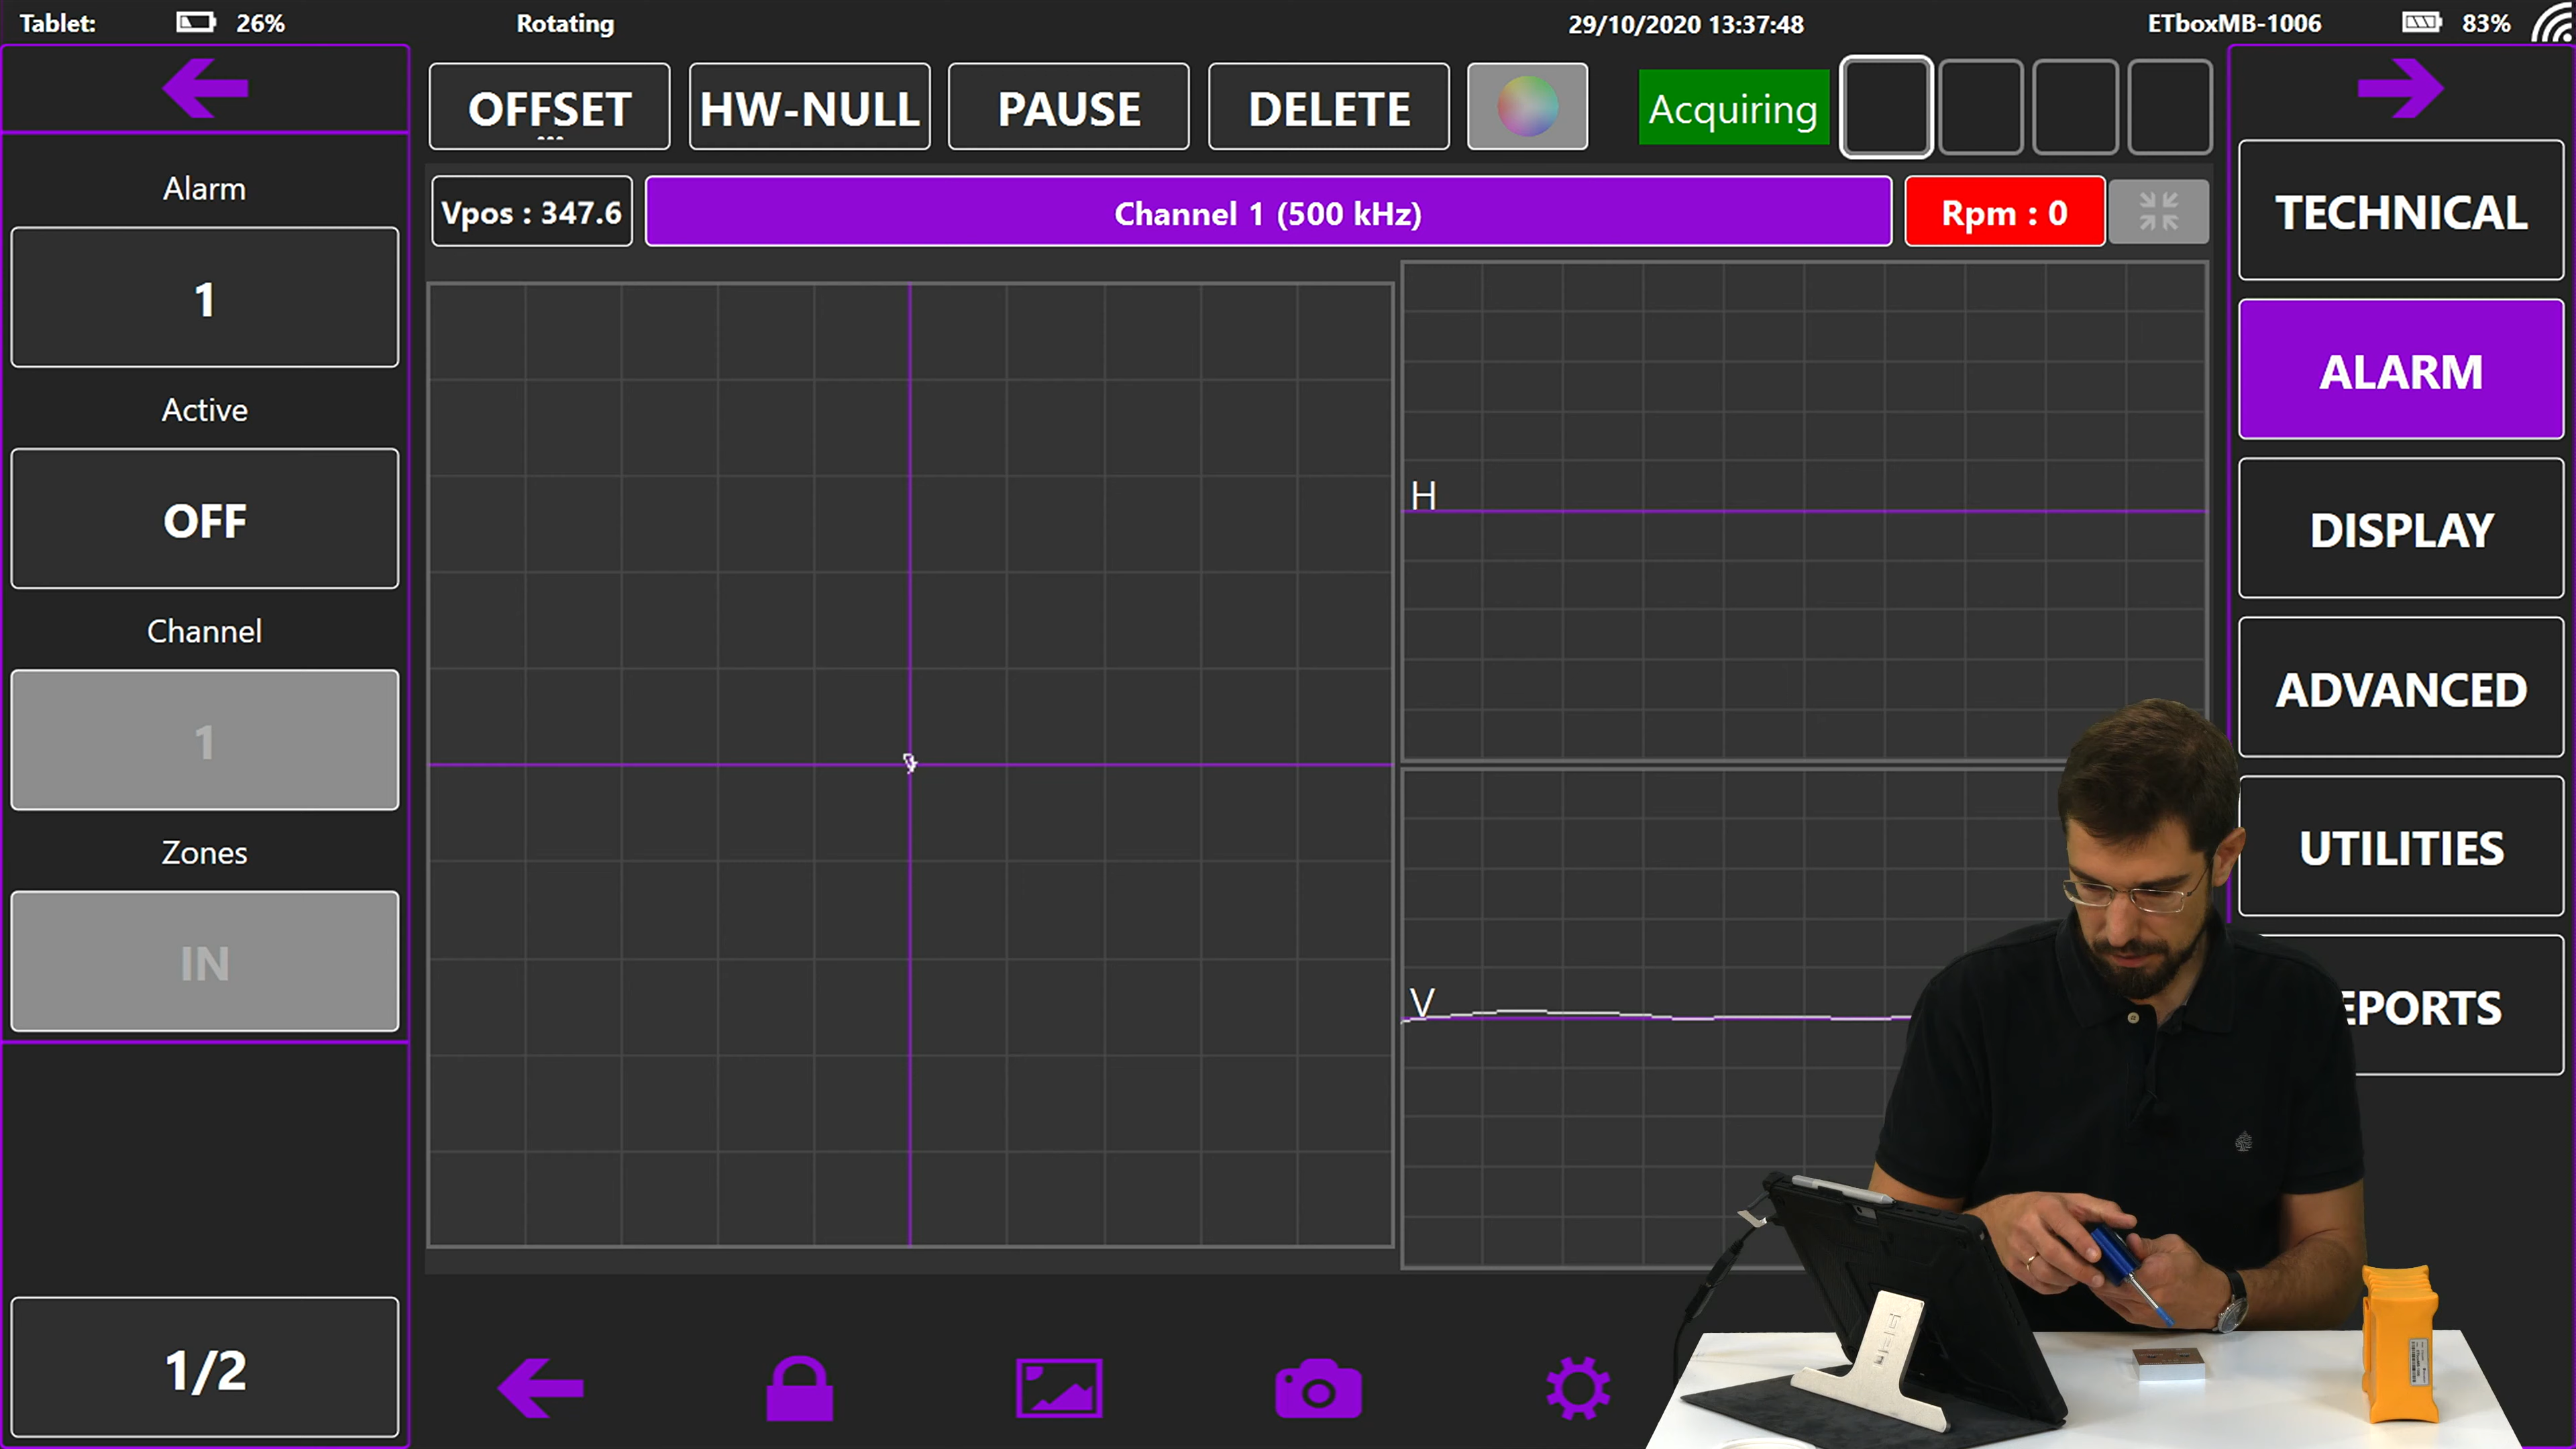 Tablet: 26% Rotating 29/10/2020 13:37:48 ETboxMB-1006 83%
OFFSET
...
HW-NULL
PAUSE
DELETE
Acquiring
Vpos : 347.6
Channel 1 (500 kHz)
Rpm : 0
Alarm
1
Active
OFF
Channel
1
Zones
IN
1/2
H
V
TECHNICAL
ALARM
DISPLAY
ADVANCED
UTILITIES
EPORTS